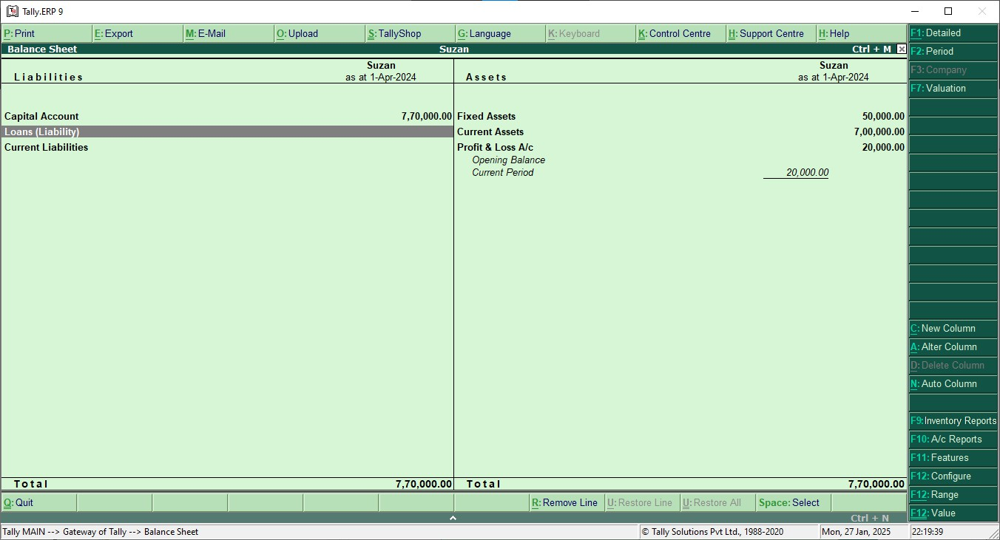 Tally.ERP 9
P: Print E: Export M: E-Mail O: Upload S: TallyShop G: Language K: Keyboard K: Control Centre H: Support Centre H: Help
Balance Sheet Suzan Ctrl + M
Suzan Suzan
Liabilities as at 1-Apr-2024 Assets as at 1-Apr-2024
Capital Account 7,70,000.00 Fixed Assets 50,000.00
Loans (Liability) Current Assets 7,00,000.00
Current Liabilities Profit & Loss A/c 20,000.00
Opening Balance
Current Period 20,000.00
Total 7,70,000.00 Total 7,70,000.00
Q: Quit R: Remove Line U: Restore Line U: Restore All Space: Select
Ctrl + N
Tally MAIN --> Gateway of Tally --> Balance Sheet © Tally Solutions Pvt Ltd., 1988-2020 Mon, 27 Jan, 2025 22:19:39
F1: Detailed
F2: Period
F3: Company
F7: Valuation
C: New Column
A: Alter Column
D: Delete Column
N: Auto Column
F9: Inventory Reports
F10: A/c Reports
F11: Features
F12: Configure
F12: Range
F12: Value